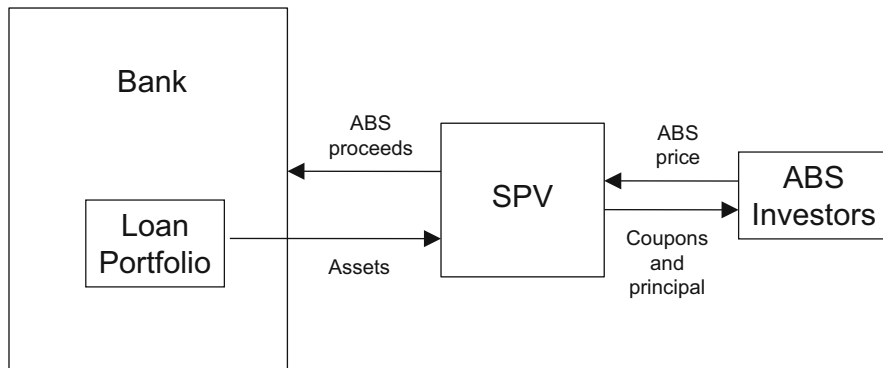 Bank
ABS
proceeds
ABS
price
SPV
ABS
Investors
Loan
Portfolio
Assets
Coupons
and
principal